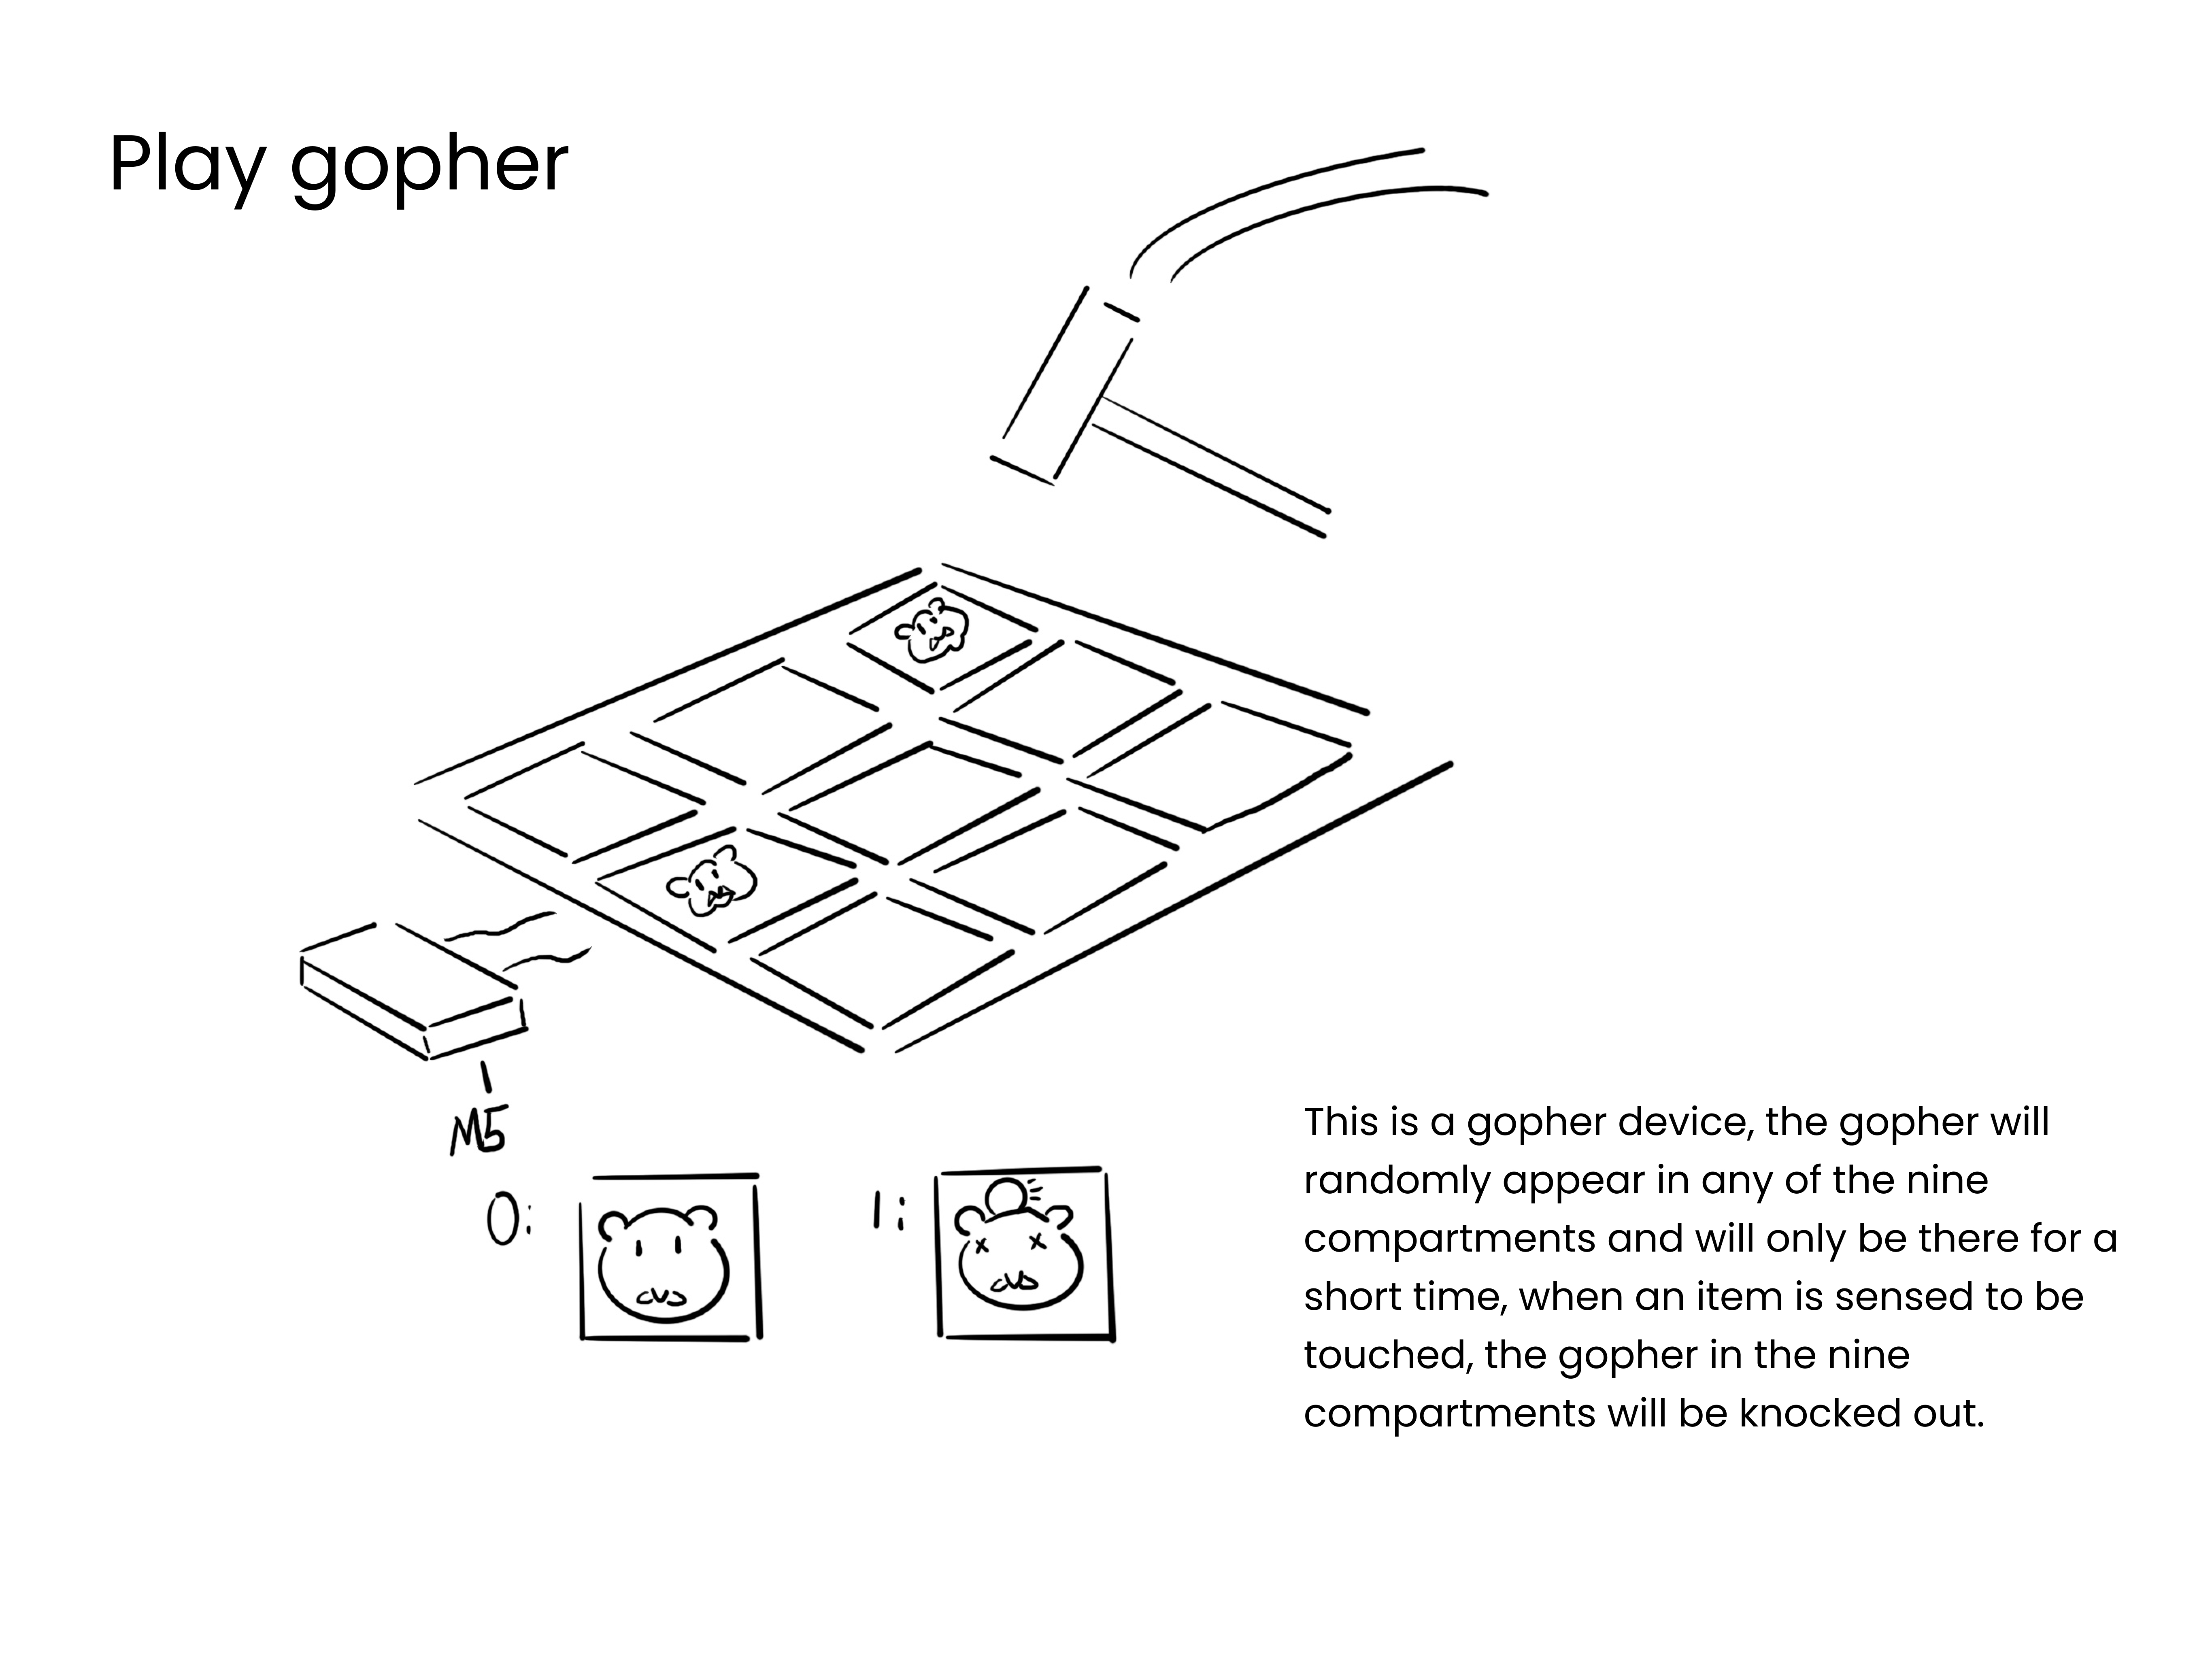 Play gopher
M5
0:
1:
This is a gopher device, the gopher will
randomly appear in any of the nine
compartments and will only be there for a
short time, when an item is sensed to be
touched, the gopher in the nine
compartments will be knocked out.